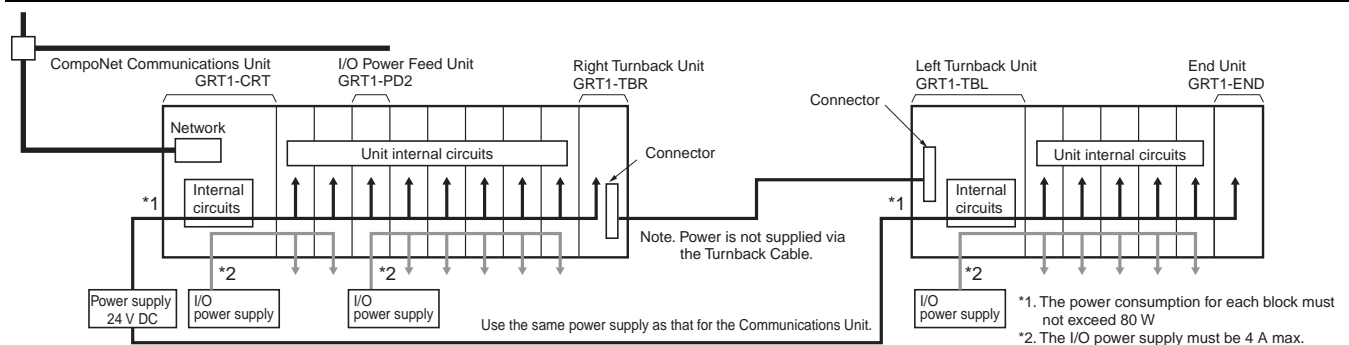 CompoNet Communications Unit
GRT1-CRT
I/O Power Feed Unit
GRT1-PD2
Right Turnback Unit
GRT1-TBR
Left Turnback Unit
GRT1-TBL
End Unit
GRT1-END
Connector
Network
Unit internal circuits
Connector
Unit internal circuits
Internal
circuits
*1
Internal
circuits
*1
Note. Power is not supplied via
the Turnback Cable.
*2
*2
*2
Power supply
24 V DC
I/O
power supply
I/O
power supply
I/O
power supply
Use the same power supply as that for the Communications Unit.
*1. The power consumption for each block must
not exceed 80 W
*2. The I/O power supply must be 4 A max.